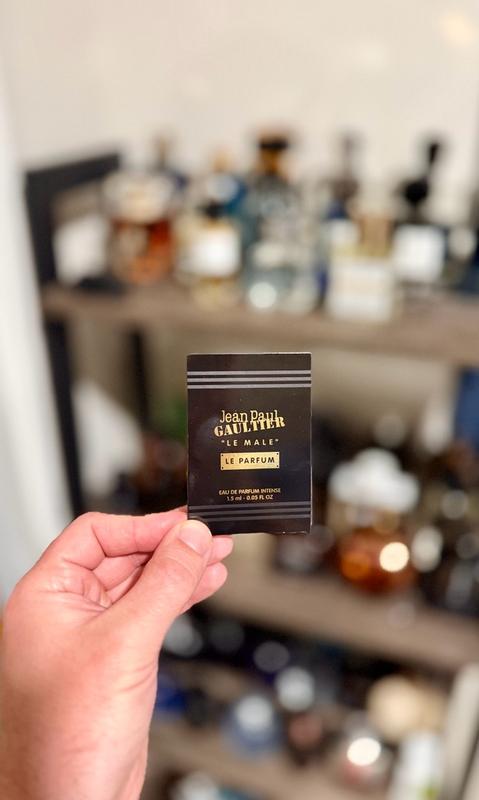 Jean Paul
GAULTIER
"LE MALE"
LE PARFUM
EAU DE PARFUM INTENSE
1.5 ml - 0.05 FL OZ